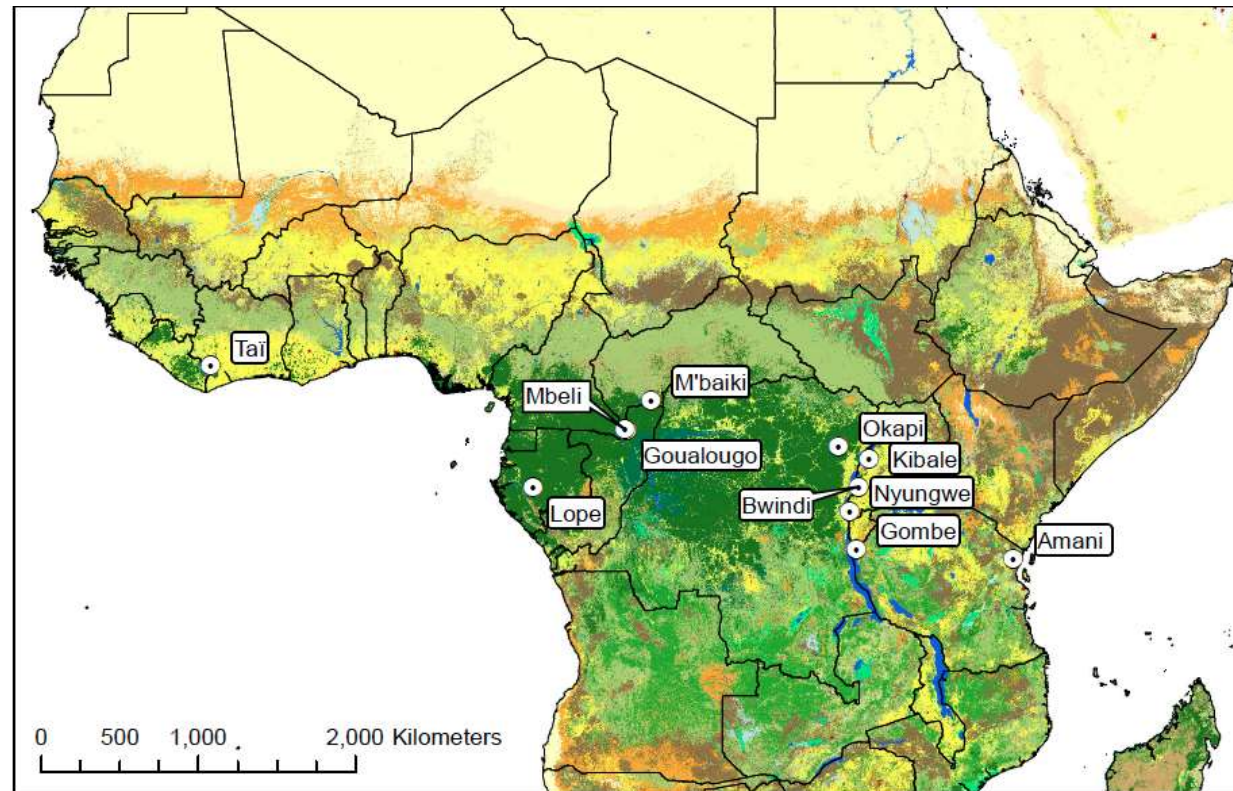 Taï
M'baiki
Mbeli
Okapi
Goualougo
Kibale
Nyungwe
Bwindi
Lope
Gombe
Amani
0 500 1,000 2,000 Kilometers